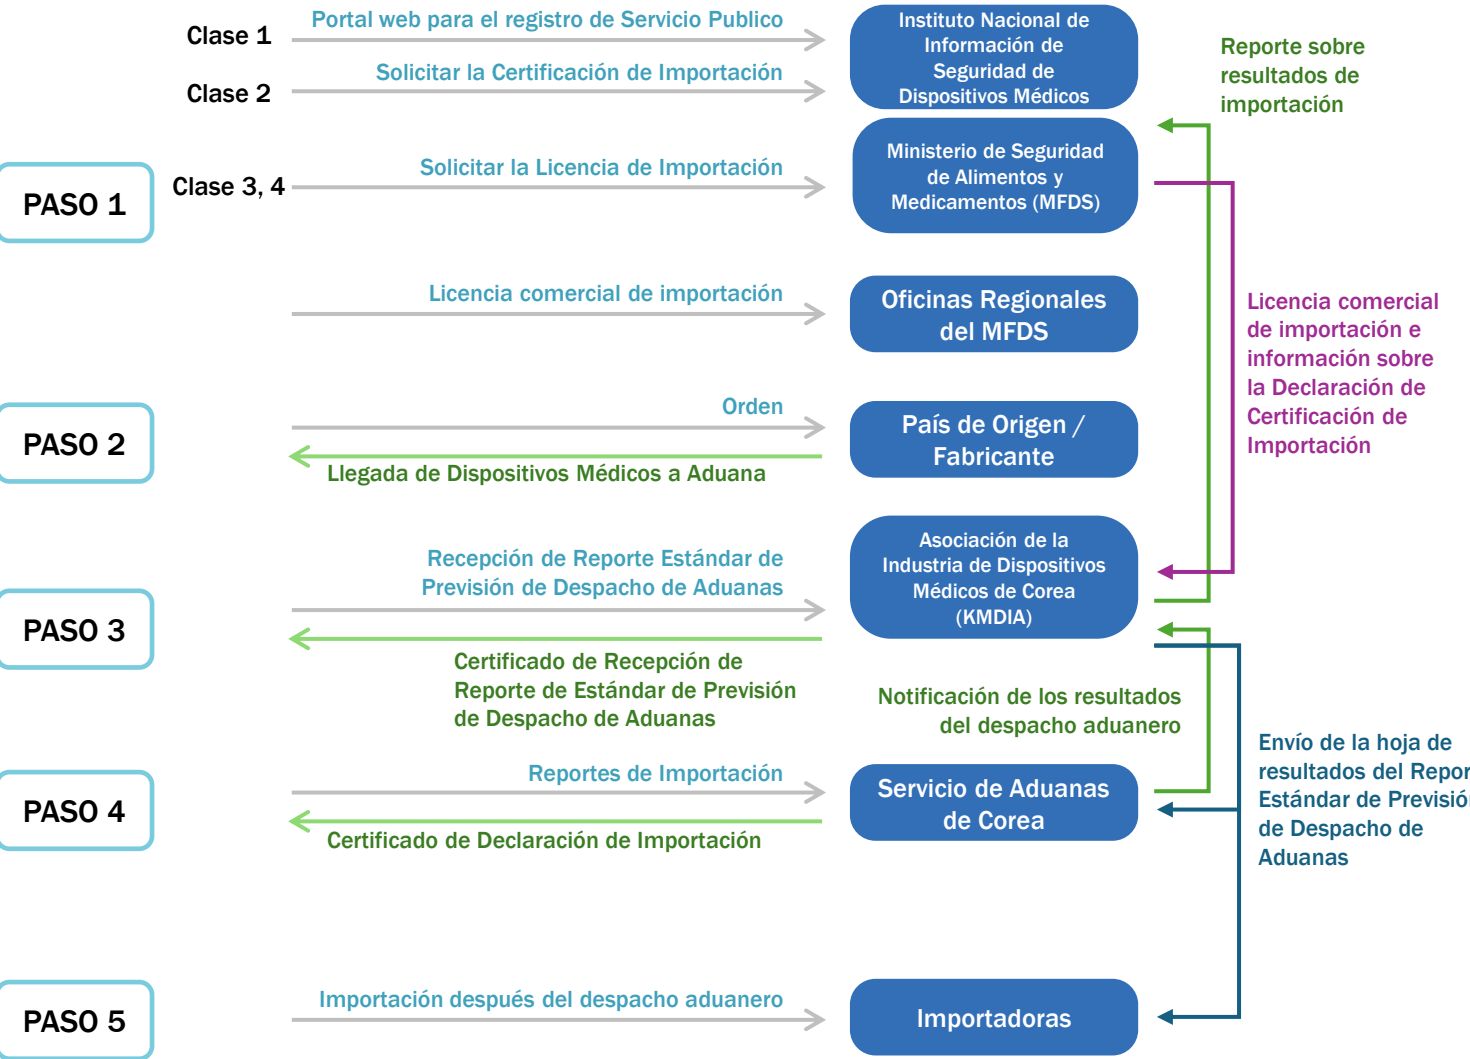 Portal web para el registro de Servicio Publico
Clase 1
Solicitar la Certificación de Importación
Clase 2
Instituto Nacional de
Información de
Seguridad de
Dispositivos Médicos
Reporte sobre
resultados de
importación
PASO 1
Clase 3, 4
Solicitar la Licencia de Importación
Ministerio de Seguridad
de Alimentos y
Medicamentos (MFDS)
Licencia comercial de importación
Oficinas Regionales
del MFDS
Licencia comercial
de importación e
información sobre
la Declaración de
Certificación de
Importación
PASO 2
Orden
Llegada de Dispositivos Médicos a Aduana
País de Origen /
Fabricante
PASO 3
Recepción de Reporte Estándar de
Previsión de Despacho de Aduanas
Asociación de la
Industria de Dispositivos
Médicos de Corea
(KMDIA)
Certificado de Recepción de
Reporte de Estándar de Previsión
de Despacho de Aduanas
Notificación de los resultados
del despacho aduanero
PASO 4
Reportes de Importación
Certificado de Declaración de Importación
Servicio de Aduanas
de Corea
Envío de la hoja de
resultados del Repor
Estándar de Previsión
de Despacho de
Aduanas
PASO 5
Importación después del despacho aduanero
Importadoras